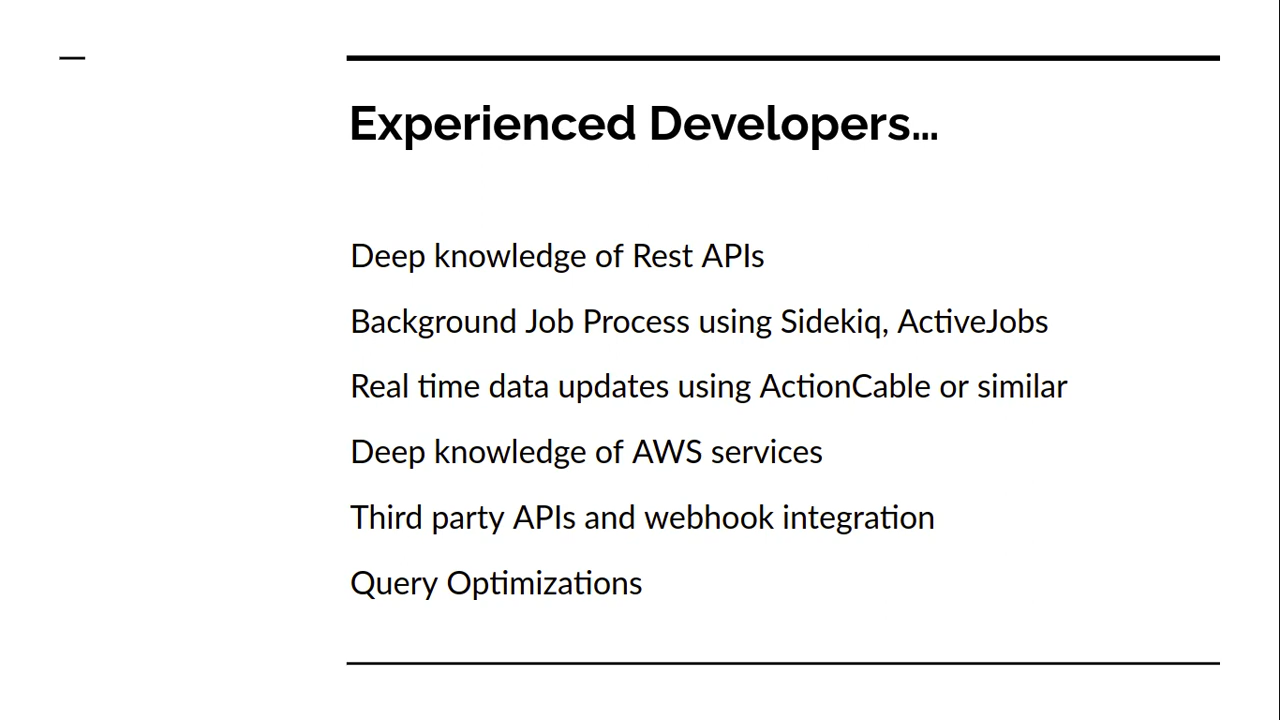 Experienced Developers…
Deep knowledge of Rest APIs
Background Job Process using Sidekiq, ActiveJobs
Real time data updates using ActionCable or similar
Deep knowledge of AWS services
Third party APIs and webhook integration
Query Optimizations